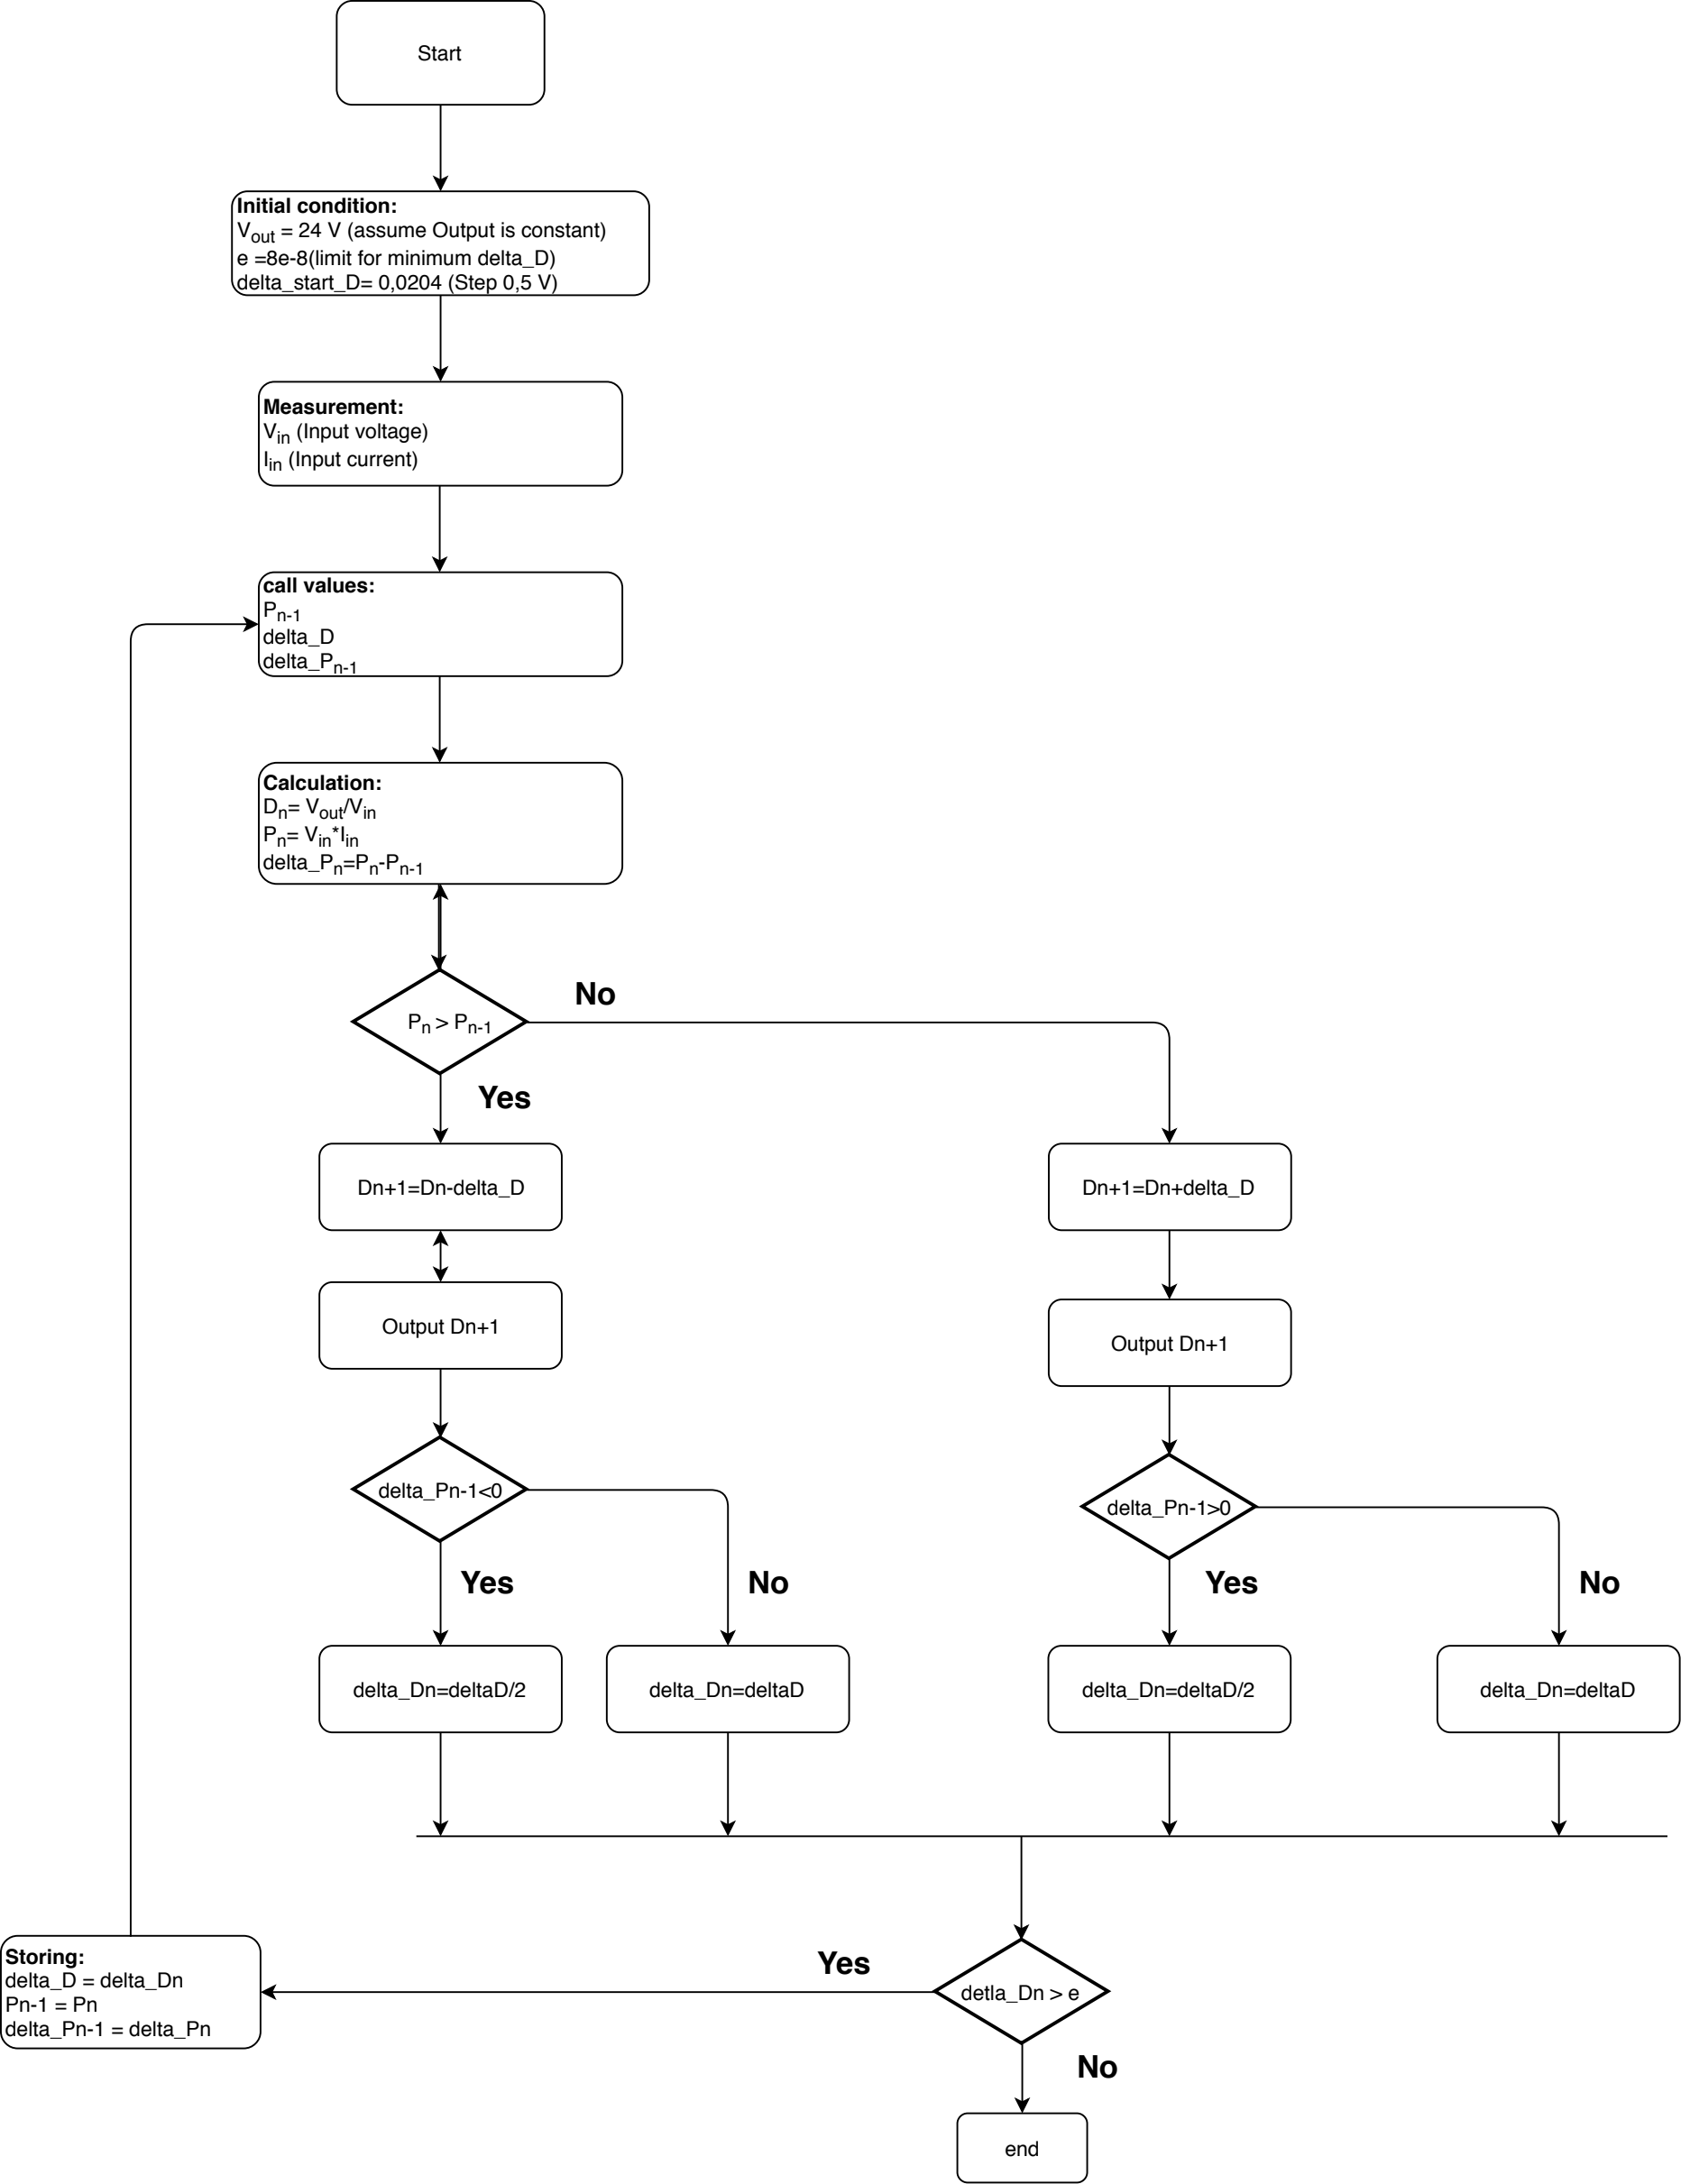 Start
Initial condition:
Vout = 24 V (assume Output is constant)
e =8e-8(limit for minimum delta_D)
delta_start_D= 0,0204 (Step 0,5 V)
Measurement:
Vin (Input voltage)
Iin (Input current)
call values:
Pn-1
delta_D
delta_Pn-1
Calculation:
Dn= Vout/Vin
Pn= Vin*Iin
delta_Pn=Pn-Pn-1
Pn > Pn-1
No
Yes
Dn+1=Dn-delta_D
Dn+1=Dn+delta_D
Output Dn+1
Output Dn+1
delta_Pn-1<0
delta_Pn-1>0
Yes
No
Yes
No
delta_Dn=deltaD/2
delta_Dn=deltaD
delta_Dn=deltaD/2
delta_Dn=deltaD
Storing:
delta_D = delta_Dn
Pn-1 = Pn
delta_Pn-1 = delta_Pn
Yes
detla_Dn > e
No
end